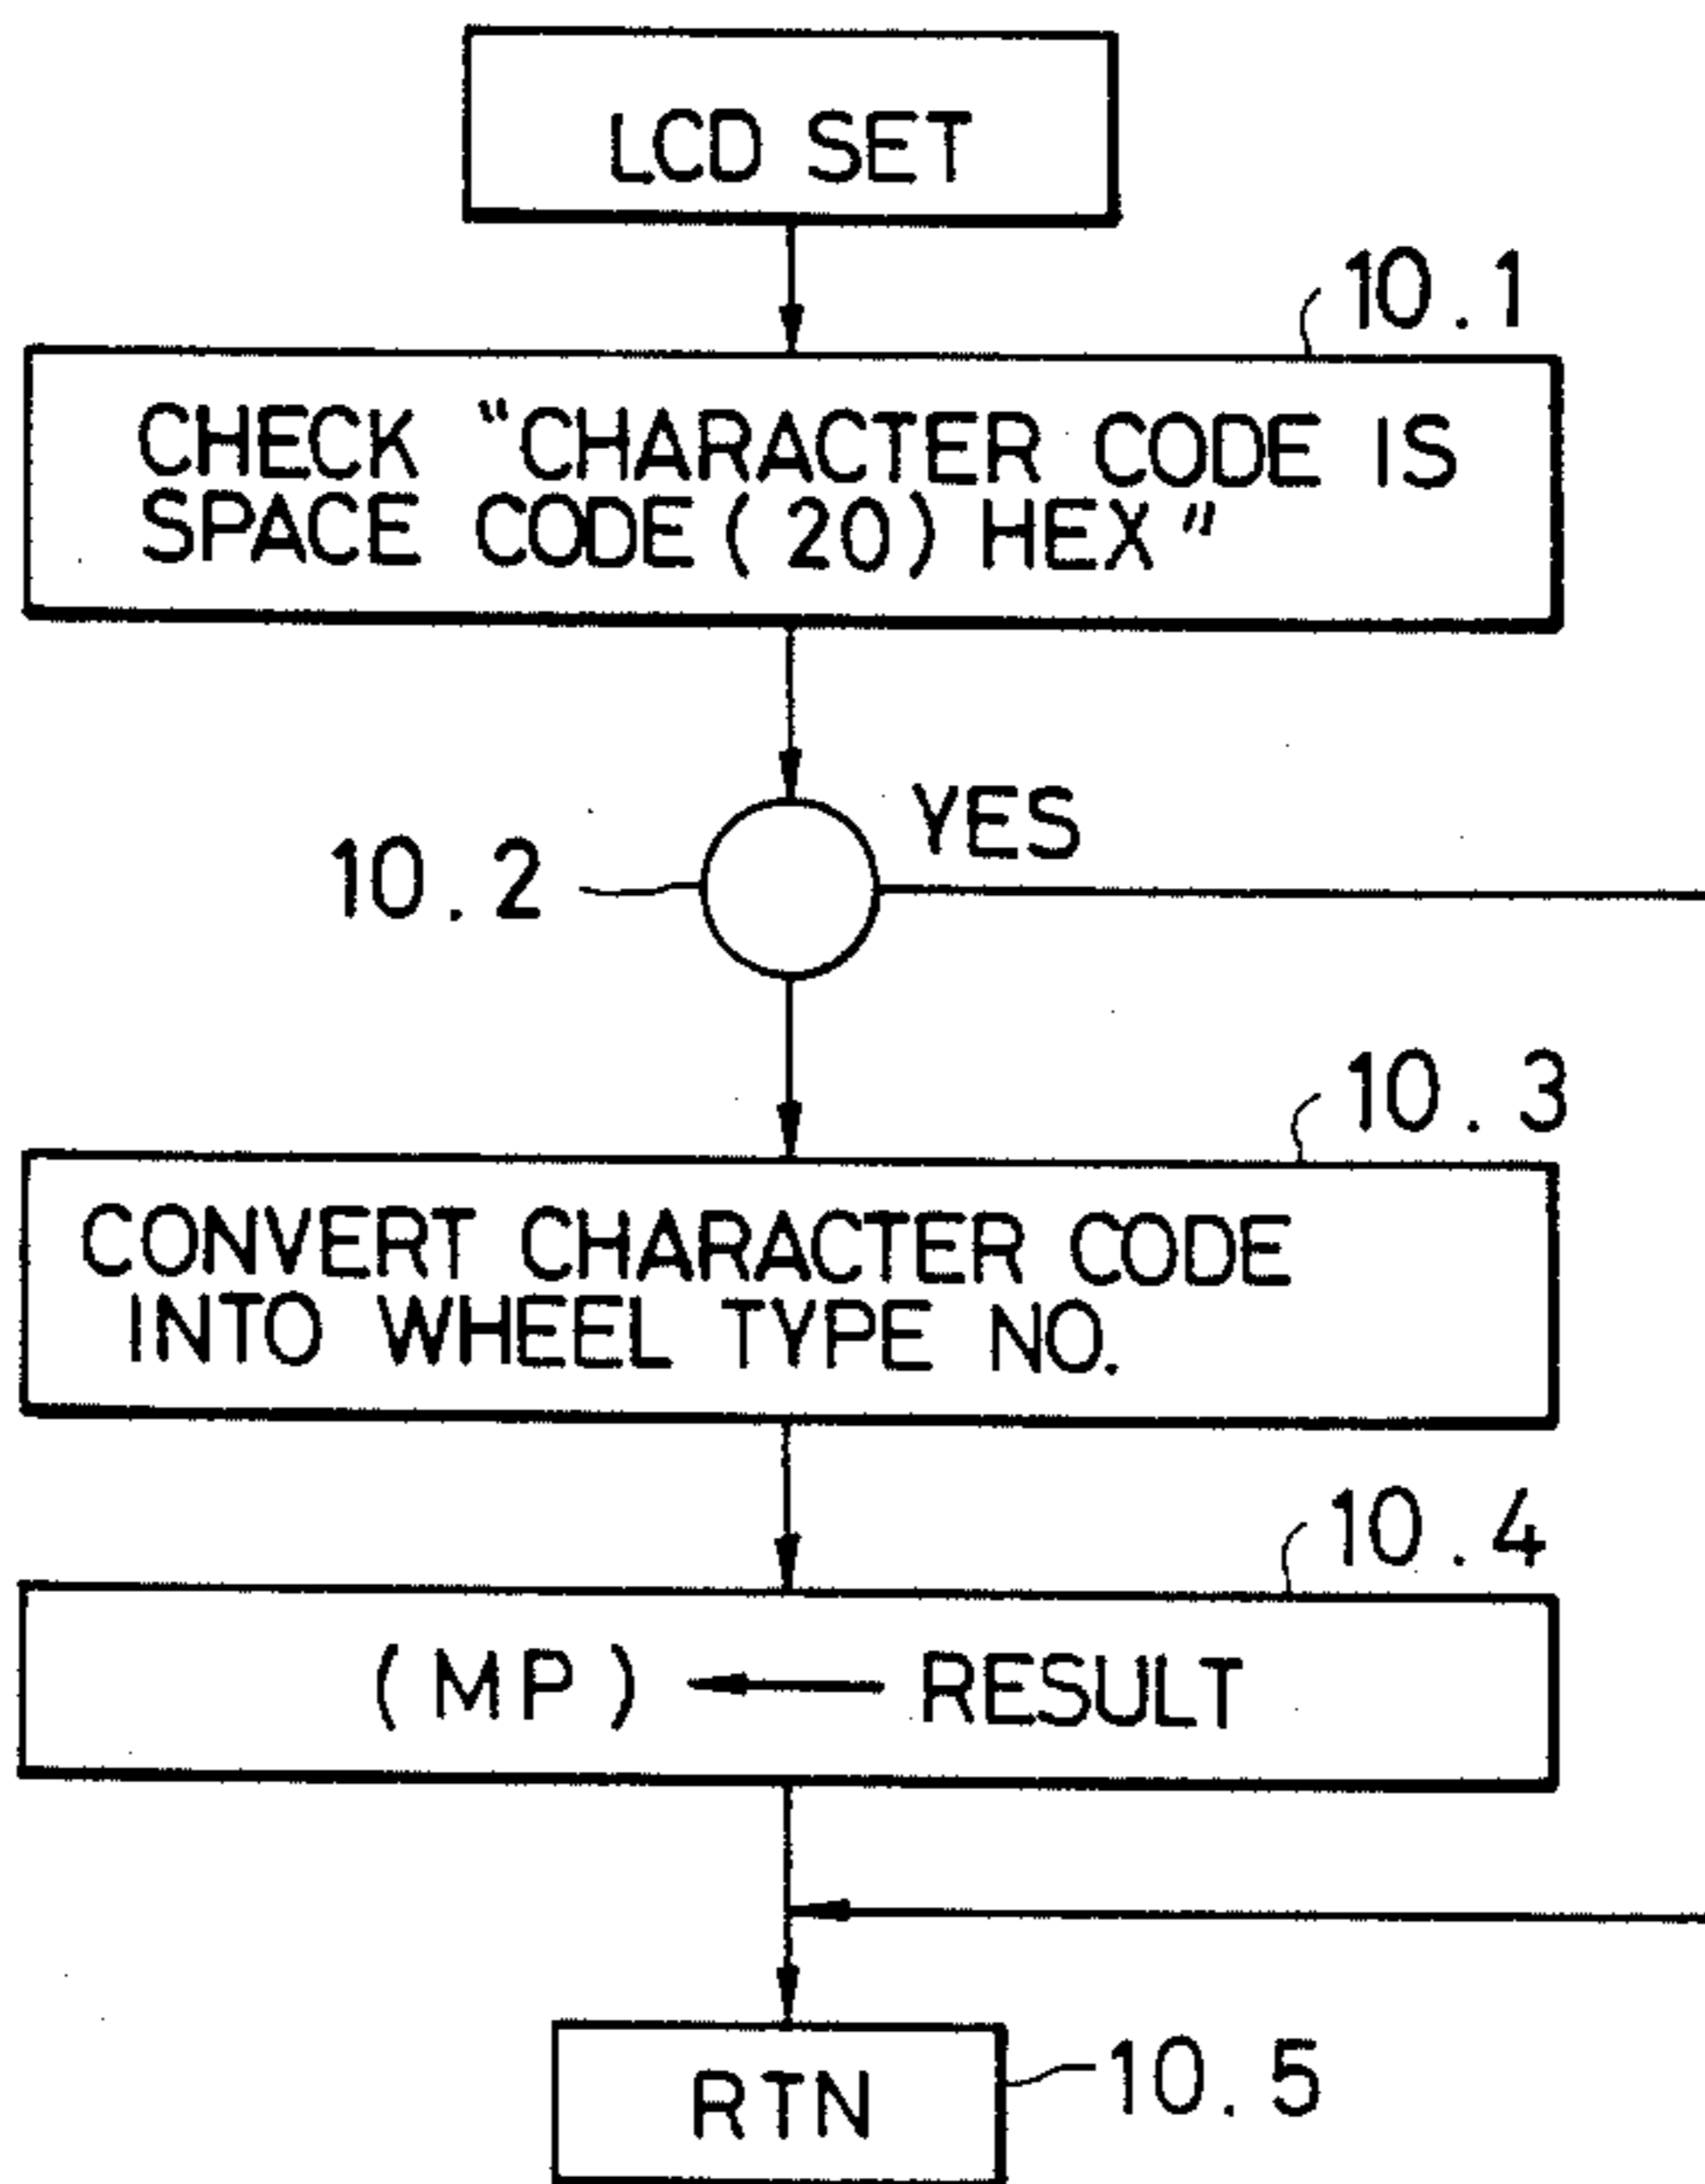 LCD SET
10.1
CHECK "CHARACTER CODE IS
SPACE CODE (20) HEX"
YES
10.2
10.3
CONVERT CHARACTER CODE
INTO WHEEL TYPE NO.
10.4
(MP) ← RESULT
RTN
10.5